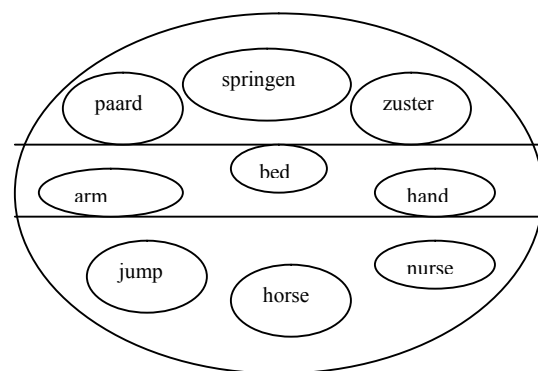 paard springen zuster
arm bed hand
jump horse nurse